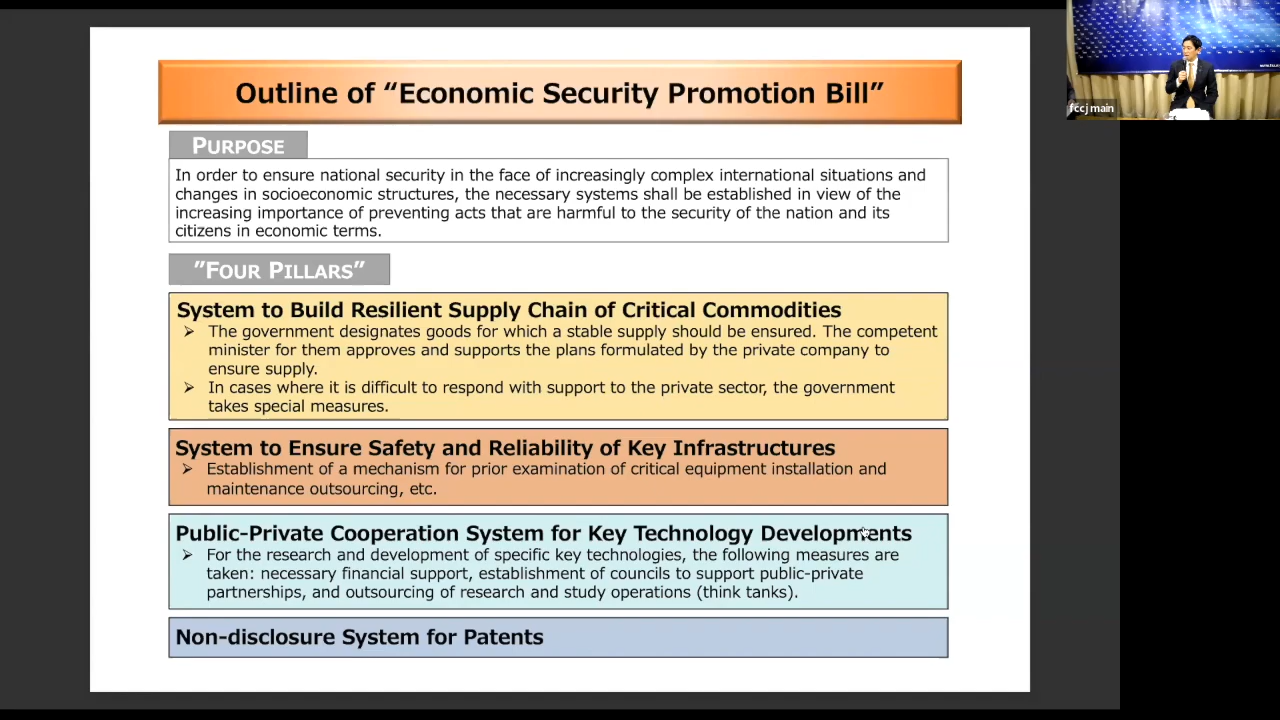 Outline of “Economic Security Promotion Bill”
PURPOSE
In order to ensure national security in the face of increasingly complex international situations and
changes in socioeconomic structures, the necessary systems shall be established in view of the
increasing importance of preventing acts that are harmful to the security of the nation and its
citizens in economic terms.
”FOUR PILLARS”
System to Build Resilient Supply Chain of Critical Commodities
➢ The government designates goods for which a stable supply should be ensured. The competent
minister for them approves and supports the plans formulated by the private company to
ensure supply.
➢ In cases where it is difficult to respond with support to the private sector, the government
takes special measures.
System to Ensure Safety and Reliability of Key Infrastructures
➢ Establishment of a mechanism for prior examination of critical equipment installation and
maintenance outsourcing, etc.
Public-Private Cooperation System for Key Technology Developments
➢ For the research and development of specific key technologies, the following measures are
taken: necessary financial support, establishment of councils to support public-private
partnerships, and outsourcing of research and study operations (think tanks).
Non-disclosure System for Patents
fccj main